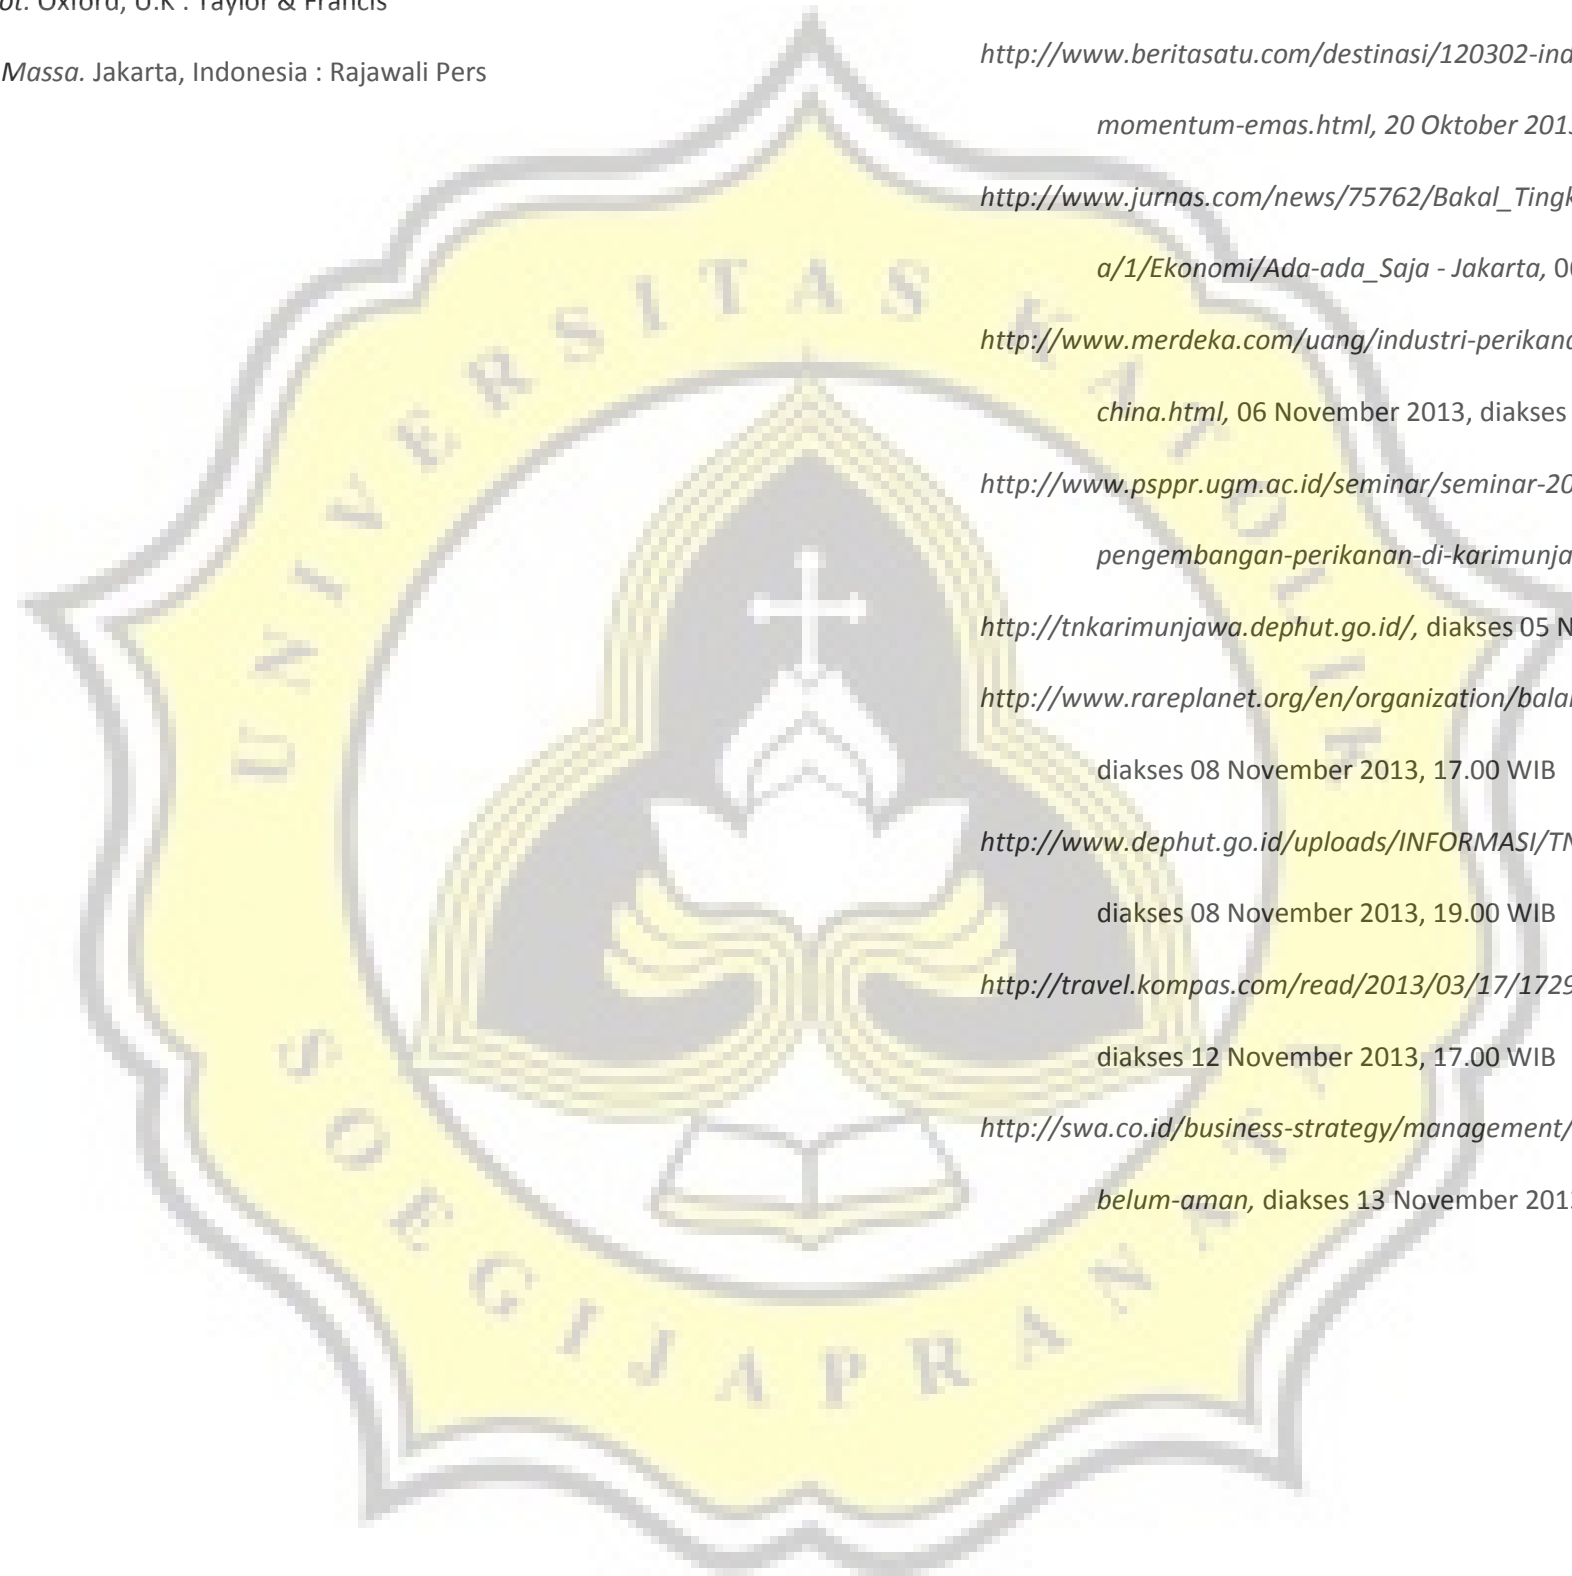 Oxford, U.K : Taylor & Francis
Massa. Jakarta, Indonesia : Rajawali Pers
http://www.beritasatu.com/destinasi/120302-ind
momentum-emas.html, 20 Oktober 201
http://www.jurnas.com/news/75762/Bakal_Tingk
a/1/Ekonomi/Ada-ada_Saja - Jakarta, 0
http://www.merdeka.com/uang/industri-perikana
china.html, 06 November 2013, diakses
http://www.psppr.ugm.ac.id/seminar/seminar-20
pengembangan-perikanan-di-karimunja
http://tnkarimunjawa.dephut.go.id/, diakses 05 N
http://www.rareplanet.org/en/organization/balai
diakses 08 November 2013, 17.00 WIB
http://www.dephut.go.id/uploads/INFORMASI/TN
diakses 08 November 2013, 19.00 WIB
http://travel.kompas.com/read/2013/03/17/1729
diakses 12 November 2013, 17.00 WIB
http://swa.co.id/business-strategy/management/
belum-aman, diakses 13 November 201
UNIVERSITAS KATOLIK
SOEGIJAPRANATA